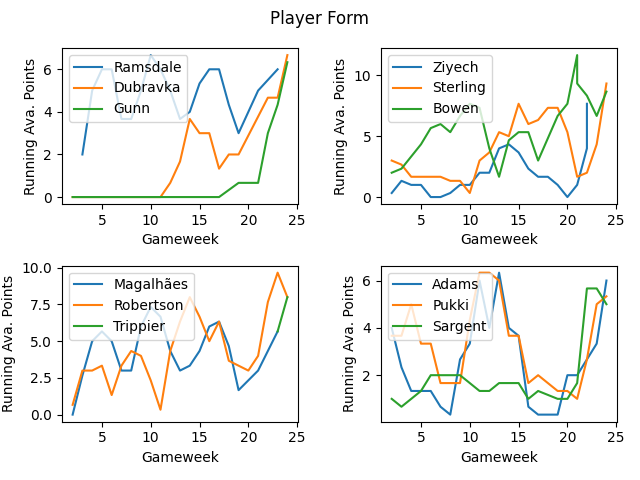 Player Form
Running Ava. Points
6
4
2
0
Ramsdale
Dubravka
Gunn
5
10
15
20
25
Gameweek
Running Ava. Points
10
5
0
Ziyech
Sterling
Bowen
5
10
15
20
25
Gameweek
Running Ava. Points
10.0
7.5
5.0
2.5
0.0
Magalhães
Robertson
Trippier
5
10
15
20
25
Gameweek
Running Ava. Points
6
4
2
Adams
Pukki
Sargent
5
10
15
20
25
Gameweek